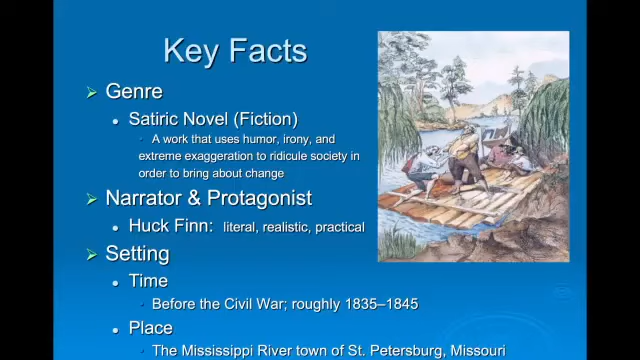 Key Facts
Genre
Satiric Novel (Fiction)
A work that uses humor, irony, and
extreme exaggeration to ridicule society in
order to bring about change
Narrator & Protagonist
Huck Finn: literal, realistic, practical
Setting
Time
Before the Civil War; roughly 1835–1845
Place
The Mississippi River town of St. Petersburg, Missouri